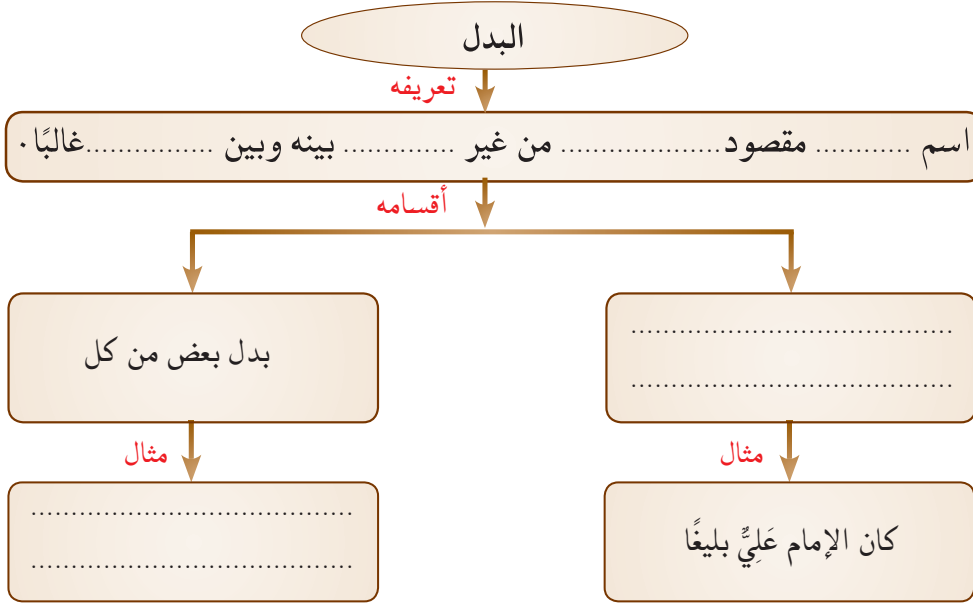 البدل
تعريفه
اسم ............ مقصود.................... من غير .............. بينه وبين ................غالبًا.
أقسامه
........................................
........................................
بدل بعض من كل
مثال
مثال
كان الإمام عَلِيٌّ بليغًا
........................................
........................................